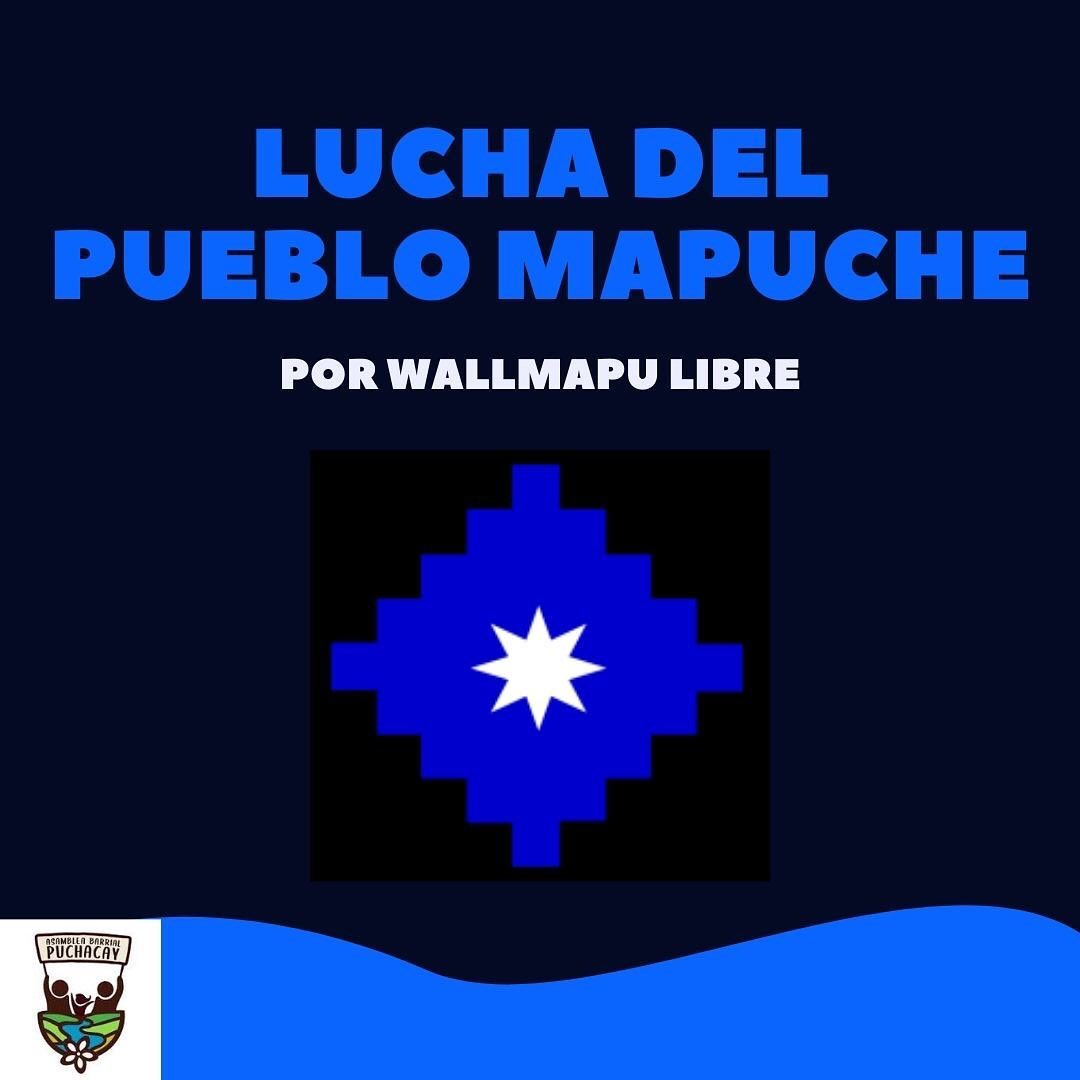 LUCHA DEL
PUEBLO MAPUCHE
POR WALLMAPU LIBRE
ASAMBLEA BARRIAL
PUCHACAY